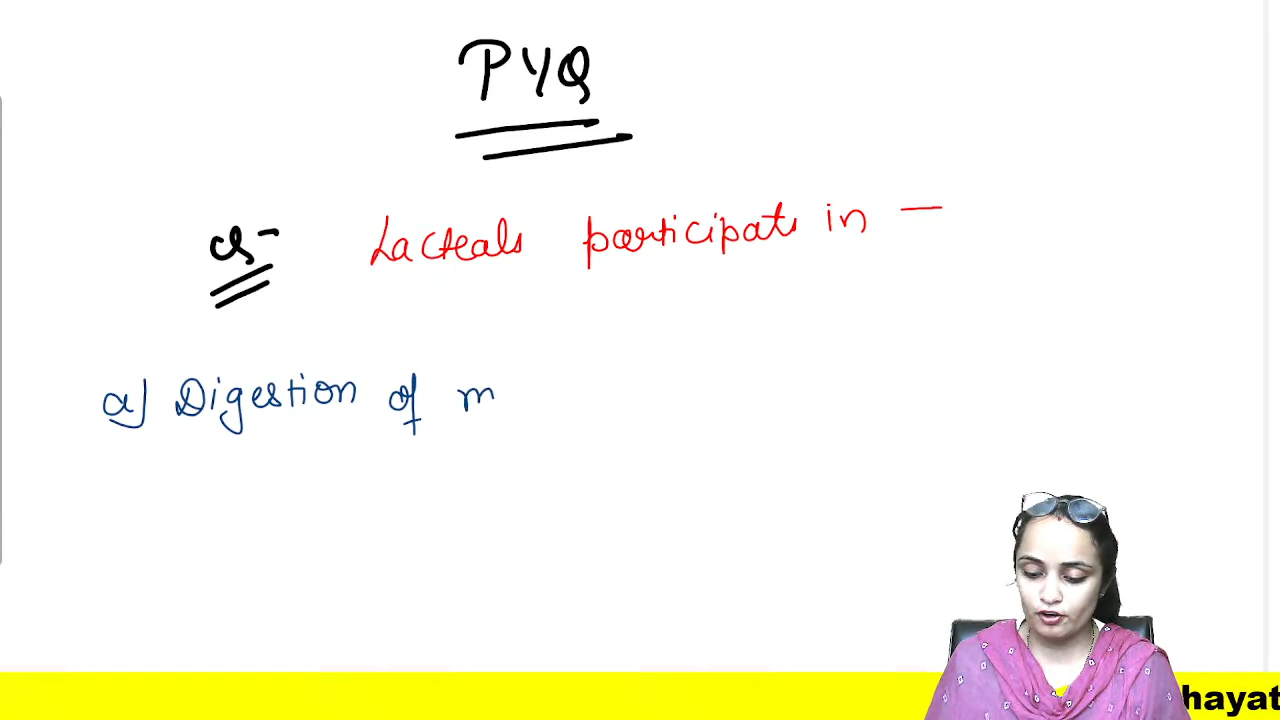 PYQ
Q- Lacteals participate in —
a) Digestion of m
hayat